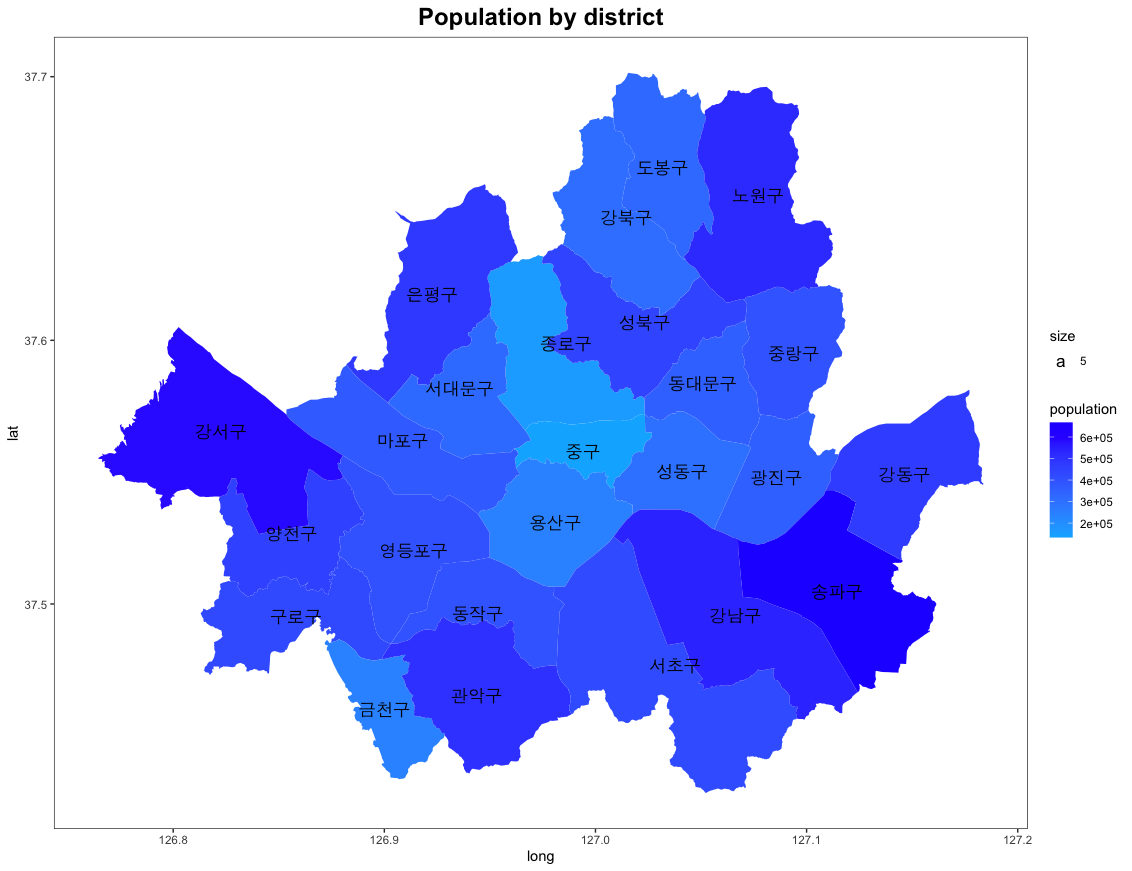 Population by district
37.7
도봉구
노원구
강북구
은평구
성북구
37.6
종로구
중랑구
서대문구
동대문구
강서구
마포구
중구
성동구
광진구
강동구
용산구
양천구
영등포구
송파구
37.5
구로구
동작구
강남구
서초구
관악구
금천구
126.8
126.9
127.0
127.1
127.2
long
lat
size
a 5
population
6e+05
5e+05
4e+05
3e+05
2e+05